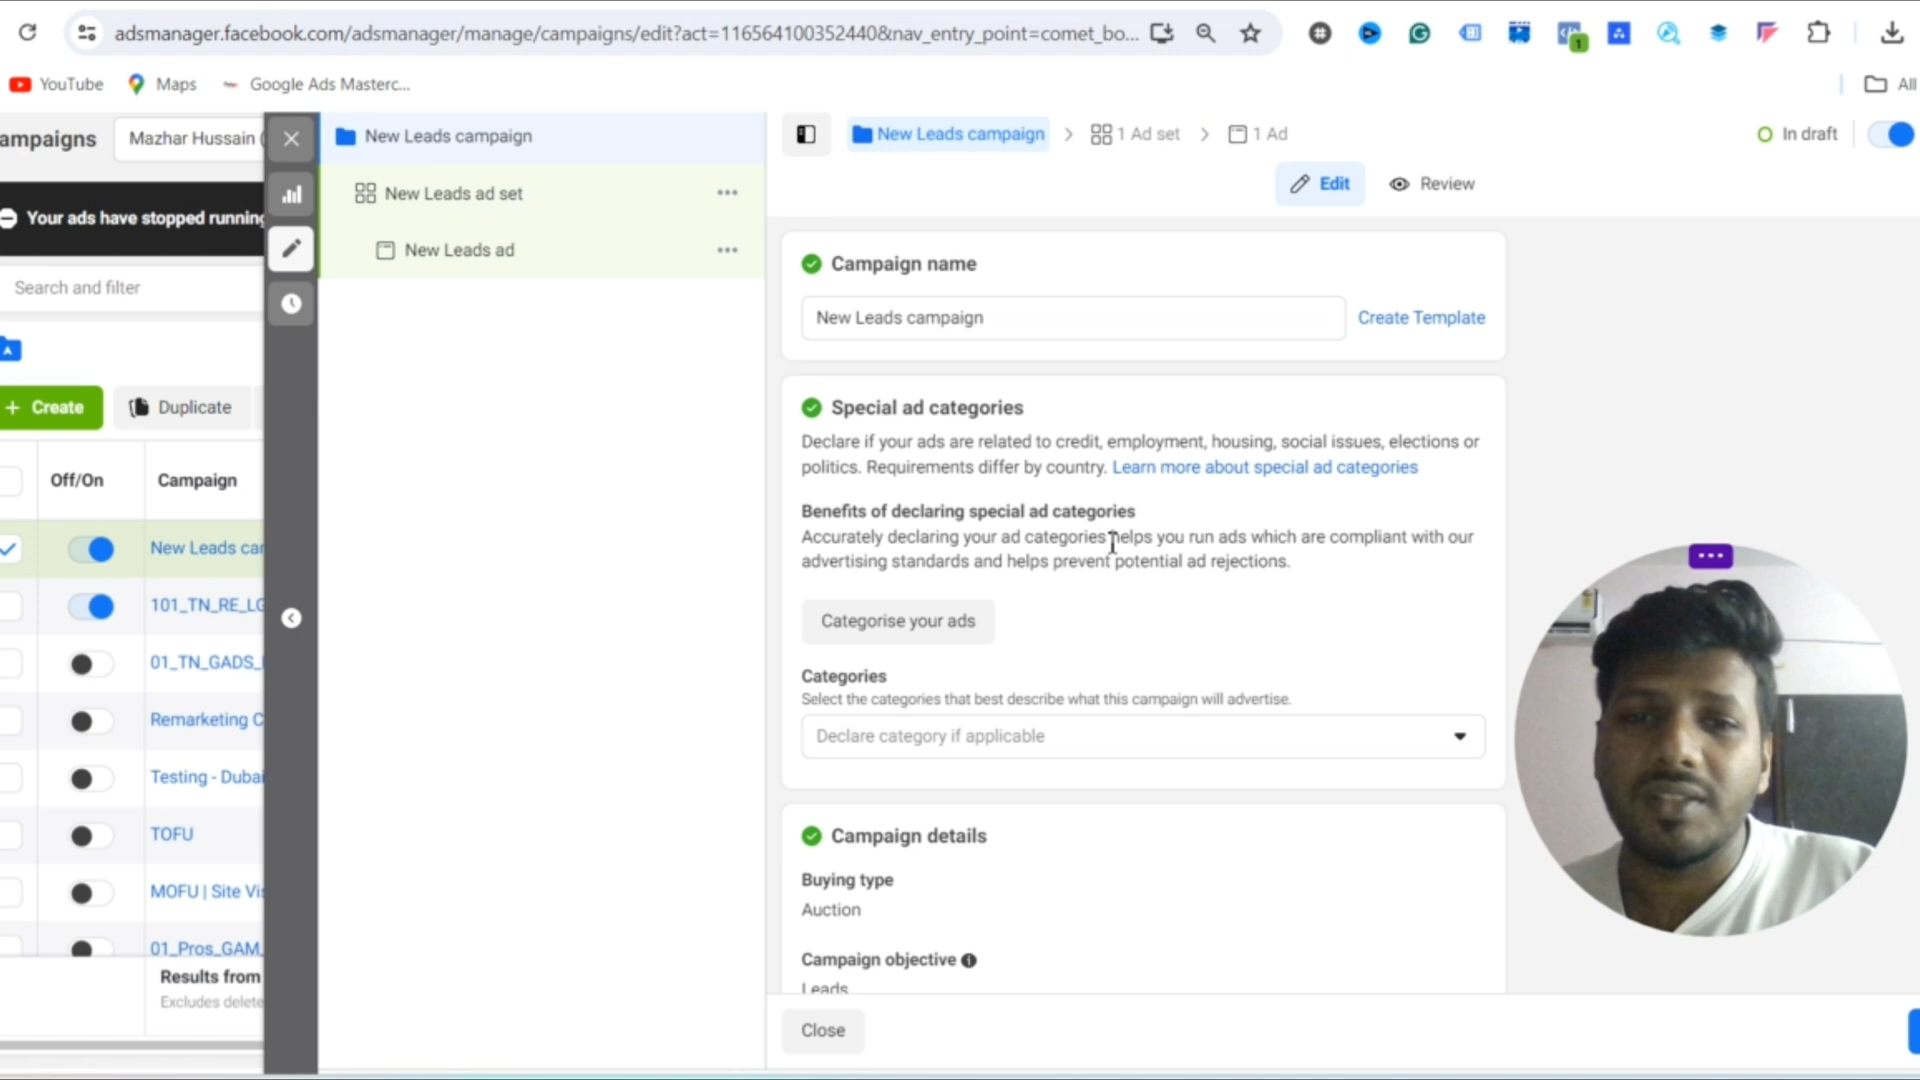 adsmanager.facebook.com/adsmanager/manage/campaigns/edit?act=116564100352440&nav_entry_point=comet_bo...
1
YouTube
Maps
Google Ads Masterc...
All
ampaigns
Mazhar Hussain (
New Leads campaign
New Leads campaign
1 Ad set
1 Ad
In draft
Edit
Review
New Leads ad set
New Leads ad
Your ads have stopped running
Search and filter
Campaign name
New Leads campaign
Create Template
Create
Duplicate
Special ad categories
Declare if your ads are related to credit, employment, housing, social issues, elections or
politics. Requirements differ by country. Learn more about special ad categories
Off/On
Campaign
Benefits of declaring special ad categories
Accurately declaring your ad categories helps you run ads which are compliant with our
advertising standards and helps prevent potential ad rejections.
New Leads car
101_TN_RE_LG
Categorise your ads
01_TN_GADS_
Categories
Select the categories that best describe what this campaign will advertise.
Remarketing C
Declare category if applicable
Testing - Dubai
TOFU
Campaign details
MOFU | Site Vis
Buying type
Auction
01_Pros_GAM_
Campaign objective
Leads
Results from
Excludes delete
Close